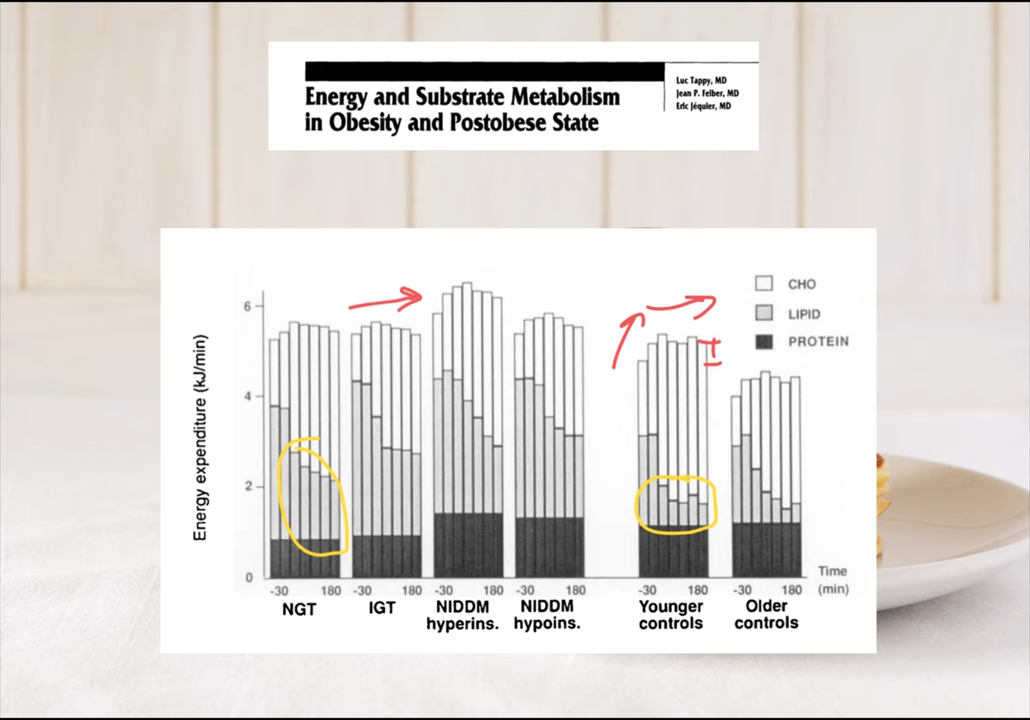 Energy and Substrate Metabolism
in Obesity and Postobese State
Luc Tappy, MD
Jean P. Felber, MD
Eric Jéquier, MD
CHO
LIPID
PROTEIN
Energy expenditure (kJ/min)
6
4
2
0
-30 180 -30 180 -30 180 -30 180 -30 180 -30 180
Time
(min)
NGT IGT NIDDM hyperins. NIDDM hypoins. Younger controls Older controls